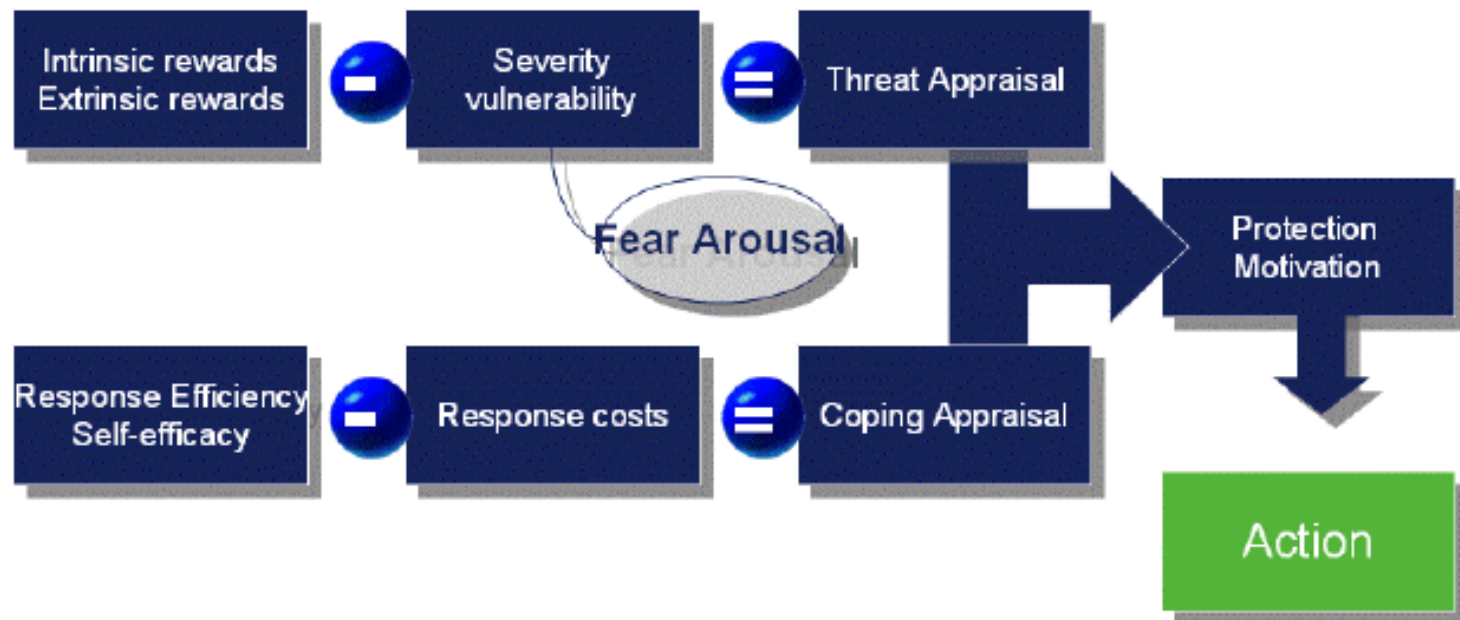 Intrinsic rewards
Extrinsic rewards
-
Severity
vulnerability
=
Threat Appraisal
Fear Arousal
Protection
Motivation
Response Efficiency
Self-efficacy
-
Response costs
=
Coping Appraisal
Action